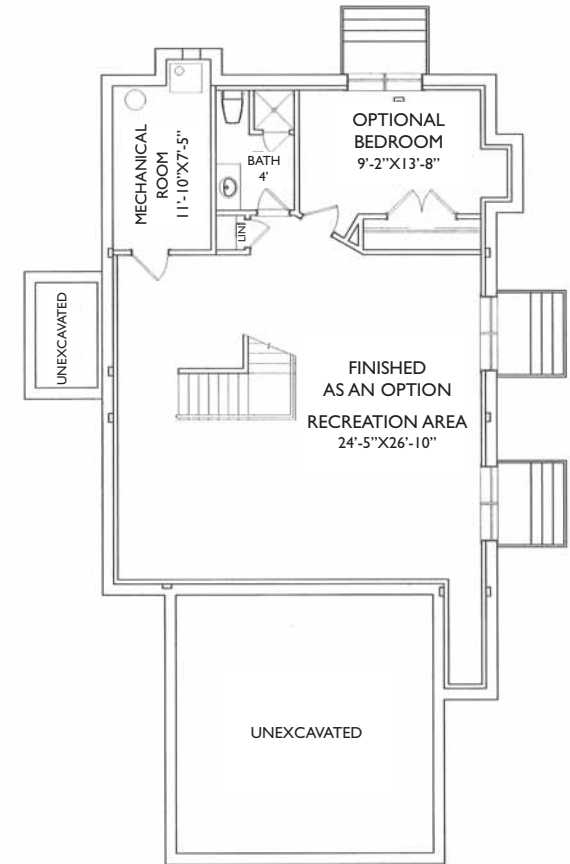 OPTIONAL
BEDROOM
9'-2"X13'-8"
MECHANICAL
ROOM
11'-10"X7'-5"
BATH
4'
LIN
UNEXCAVATED
FINISHED
AS AN OPTION
RECREATION AREA
24'-5"X26'-10"
UNEXCAVATED